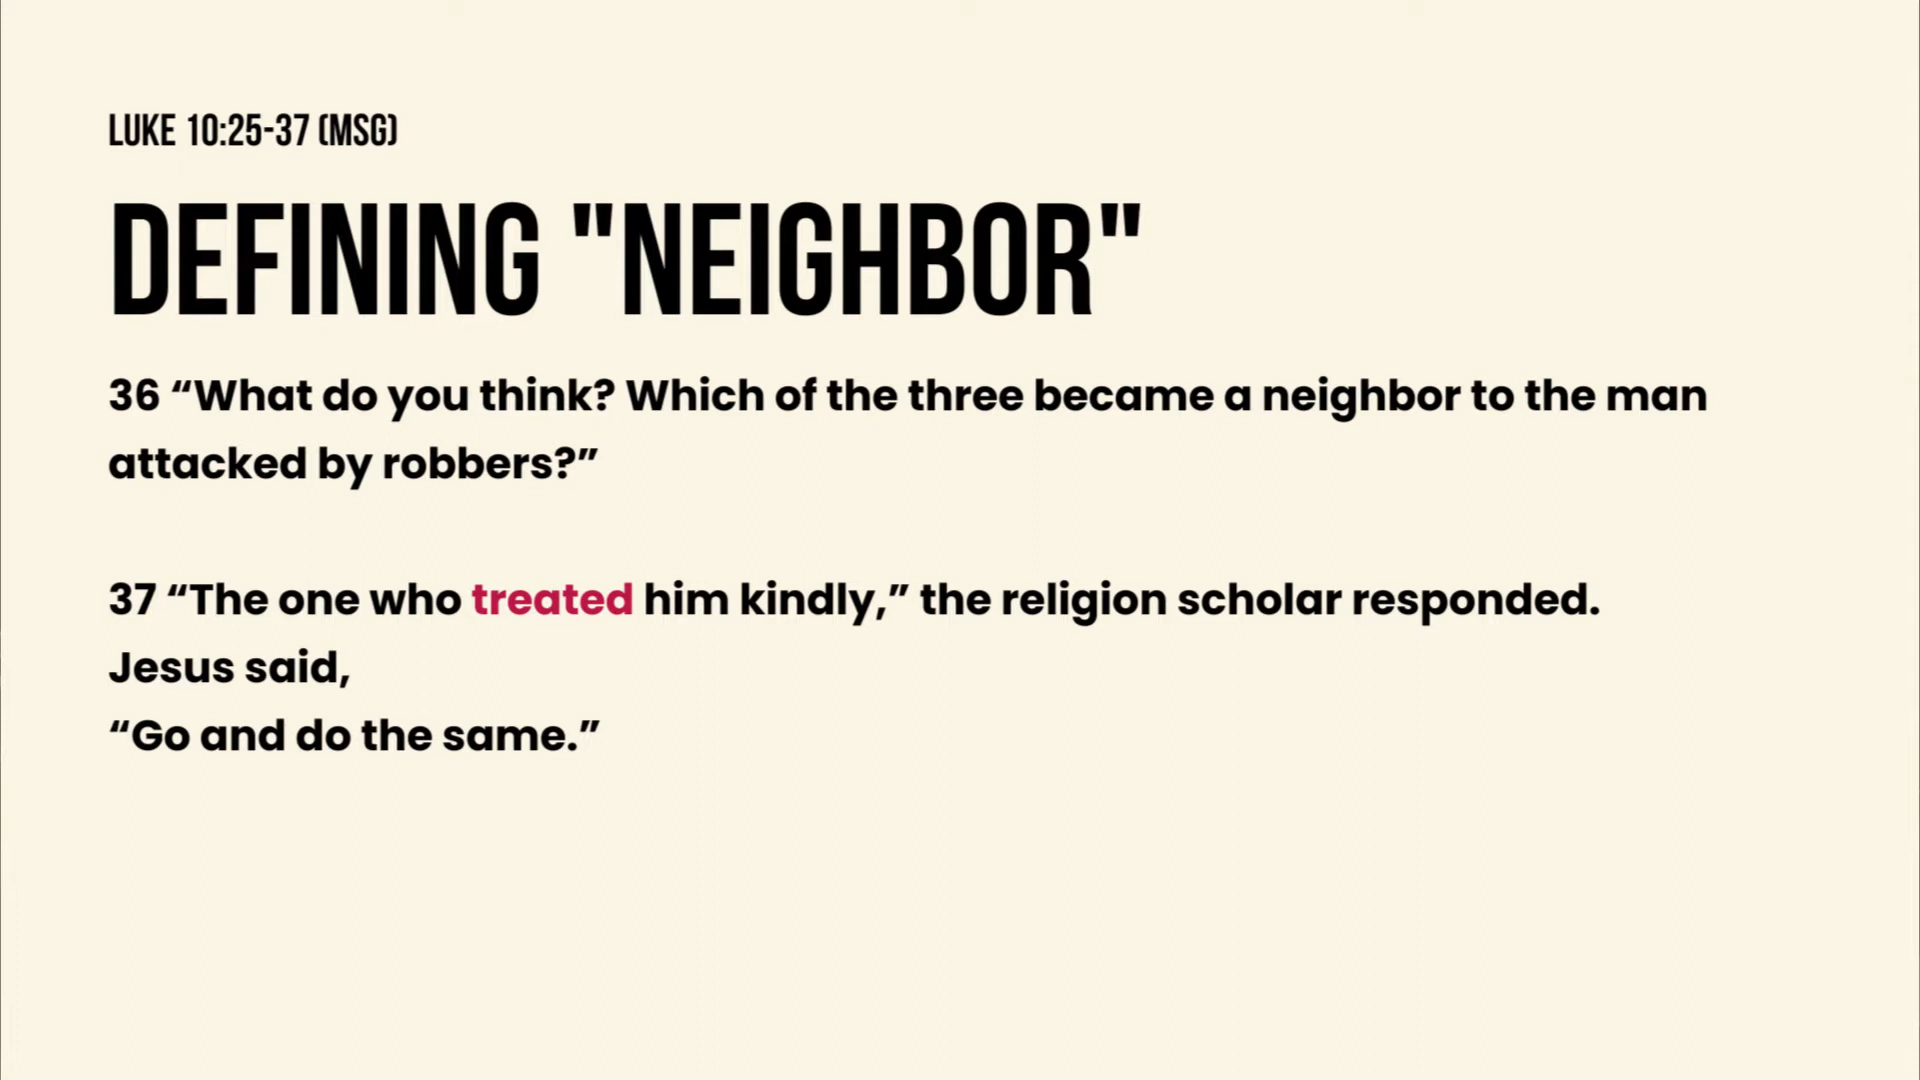 LUKE 10:25-37 (MSG)
DEFINING "NEIGHBOR"
36 “What do you think? Which of the three became a neighbor to the man
attacked by robbers?”
37 “The one who treated him kindly,” the religion scholar responded.
Jesus said,
“Go and do the same.”